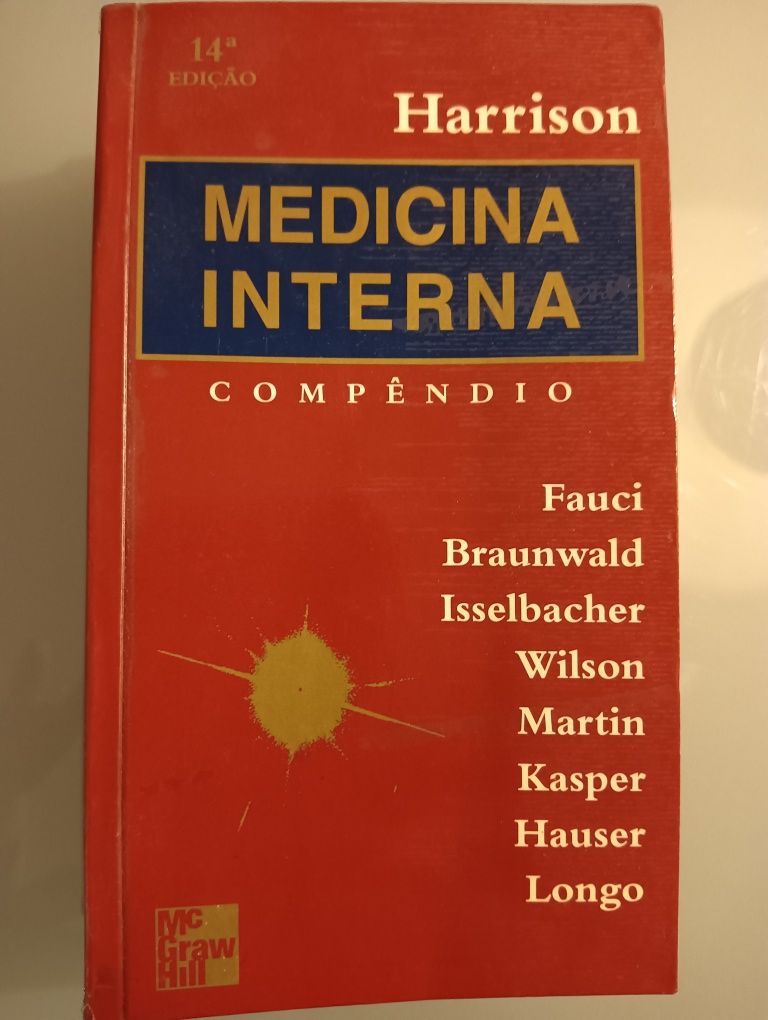 14ª
EDIÇÃO
Harrison
MEDICINA
INTERNA
COMPÊNDIO
Fauci
Braunwald
Isselbacher
Wilson
Martin
Kasper
Hauser
Longo
Mc
Graw
Hill